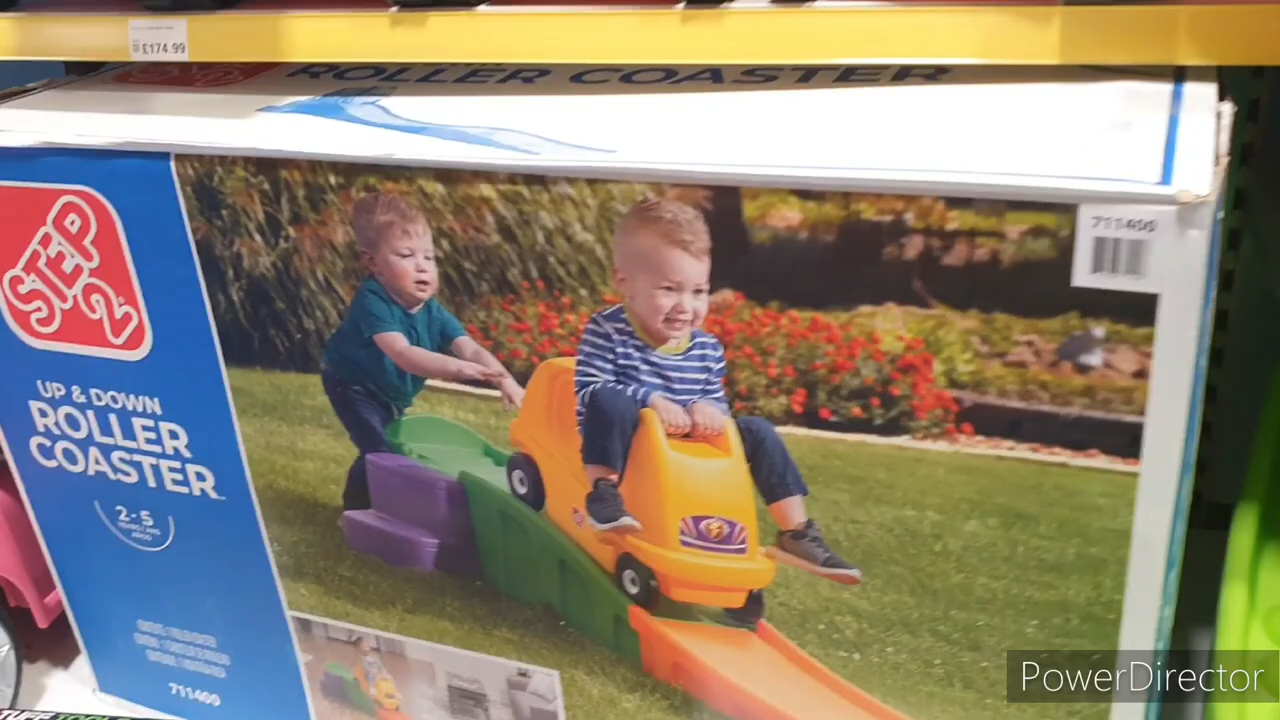 £174.99
ROLLER COASTER
711400
STEP
2
UP & DOWN
ROLLER
COASTER
2-5
711400
PowerDirector